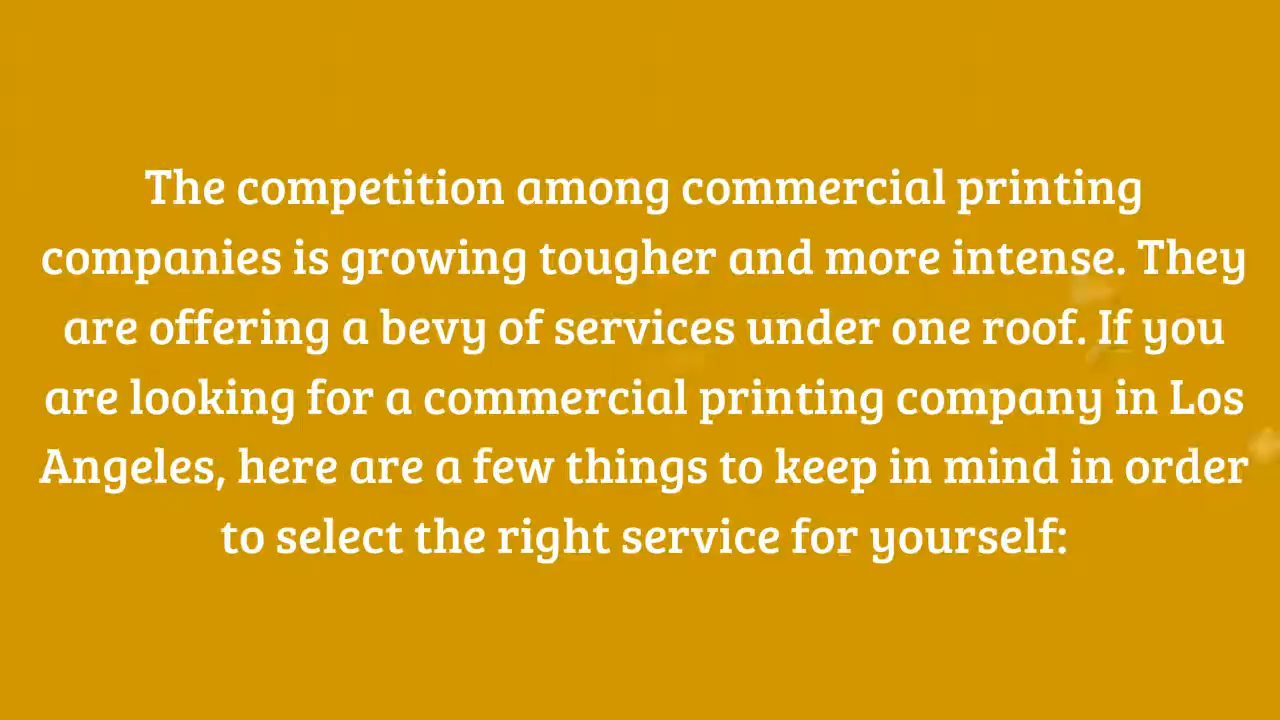 The competition among commercial printing
companies is growing tougher and more intense. They
are offering a bevy of services under one roof. If you
are looking for a commercial printing company in Los
Angeles, here are a few things to keep in mind in order
to select the right service for yourself: